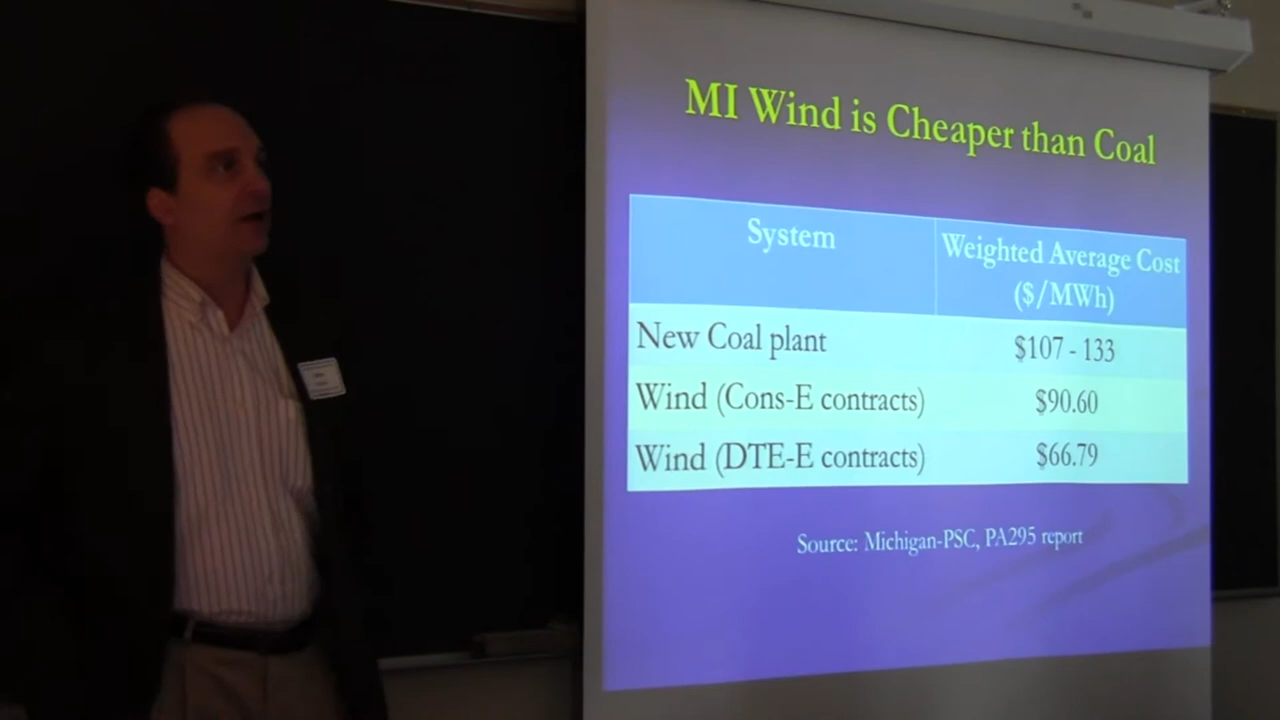 MI Wind is Cheaper than Coal
System
Weighted Average Cost
($/MWh)
New Coal plant
$107 - 133
Wind (Cons-E contracts)
$90.60
Wind (DTE-E contracts)
$66.79
Source: Michigan-PSC, PA295 report